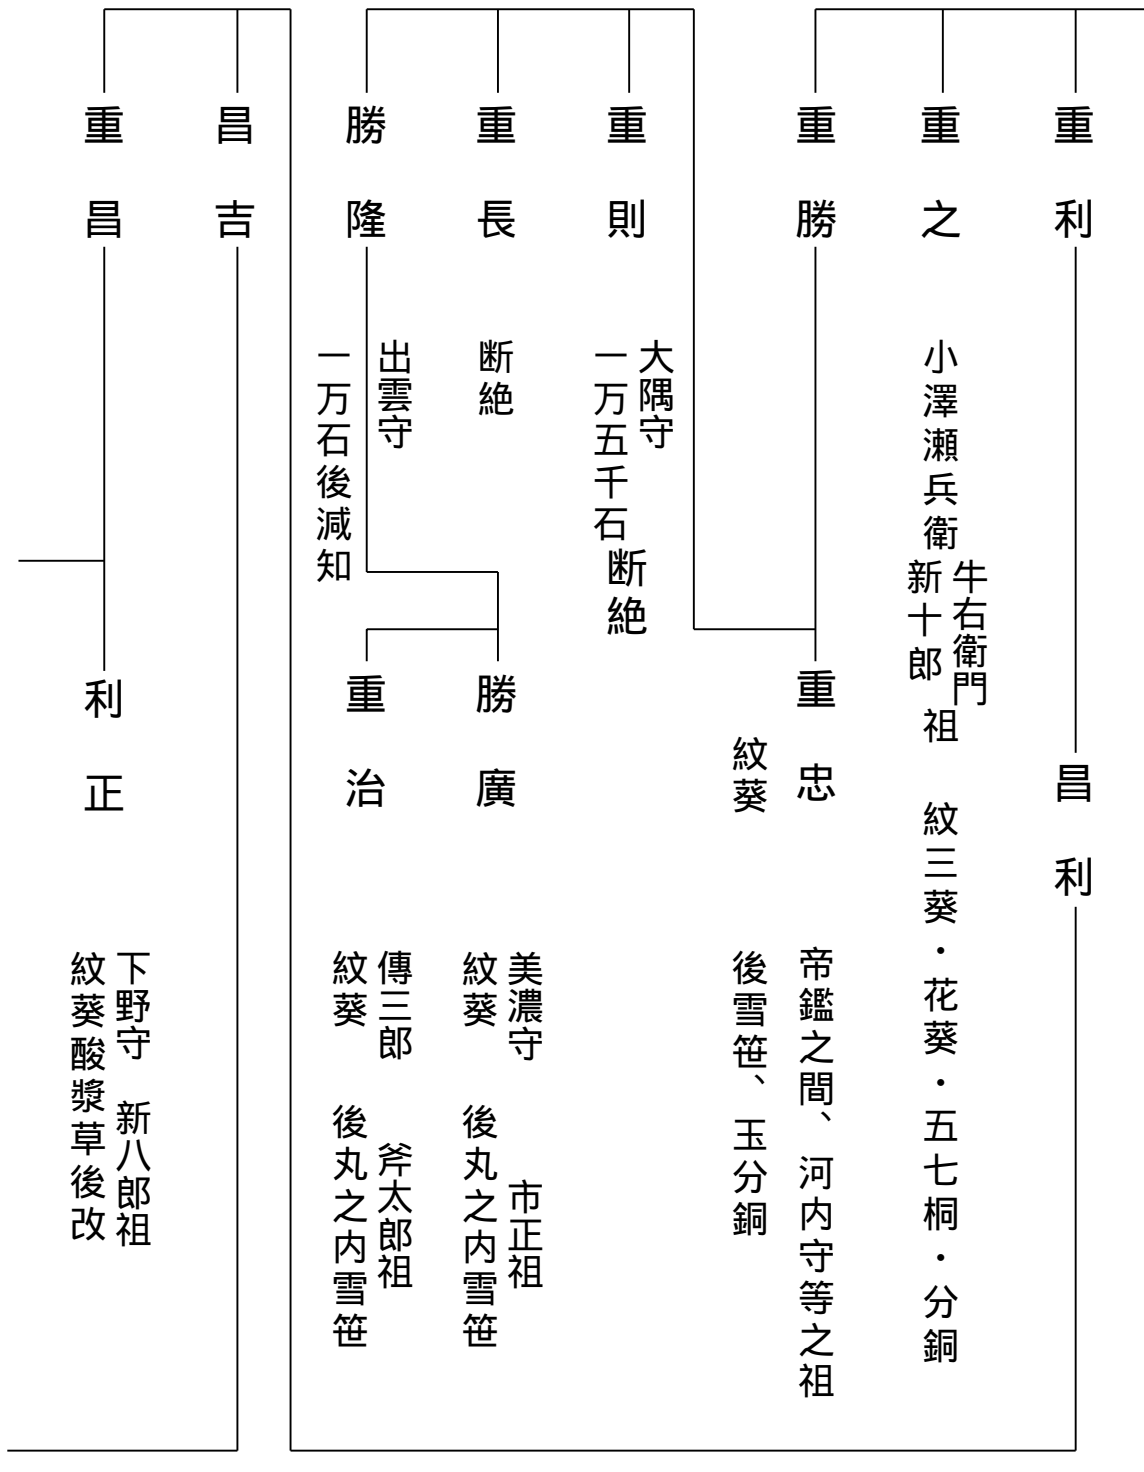 重利
昌利
重之
小澤瀬兵衛
牛右衛門
新十郎
祖
紋三葵・花葵・五七桐・分銅
重勝
重忠
帝鑑之間、河内守等之祖
紋葵
後雪笹、玉分銅
重則
大隅守
一万五千石
断絶
重長
断絶
勝廣
美濃守 市正祖
紋葵 後丸之内雪笹
勝隆
出雲守
一万石後減知
重治
傳三郎 斧太郎祖
紋葵 後丸之内雪笹
昌吉
重昌
利正
下野守 新八郎祖
紋葵酸漿草後改